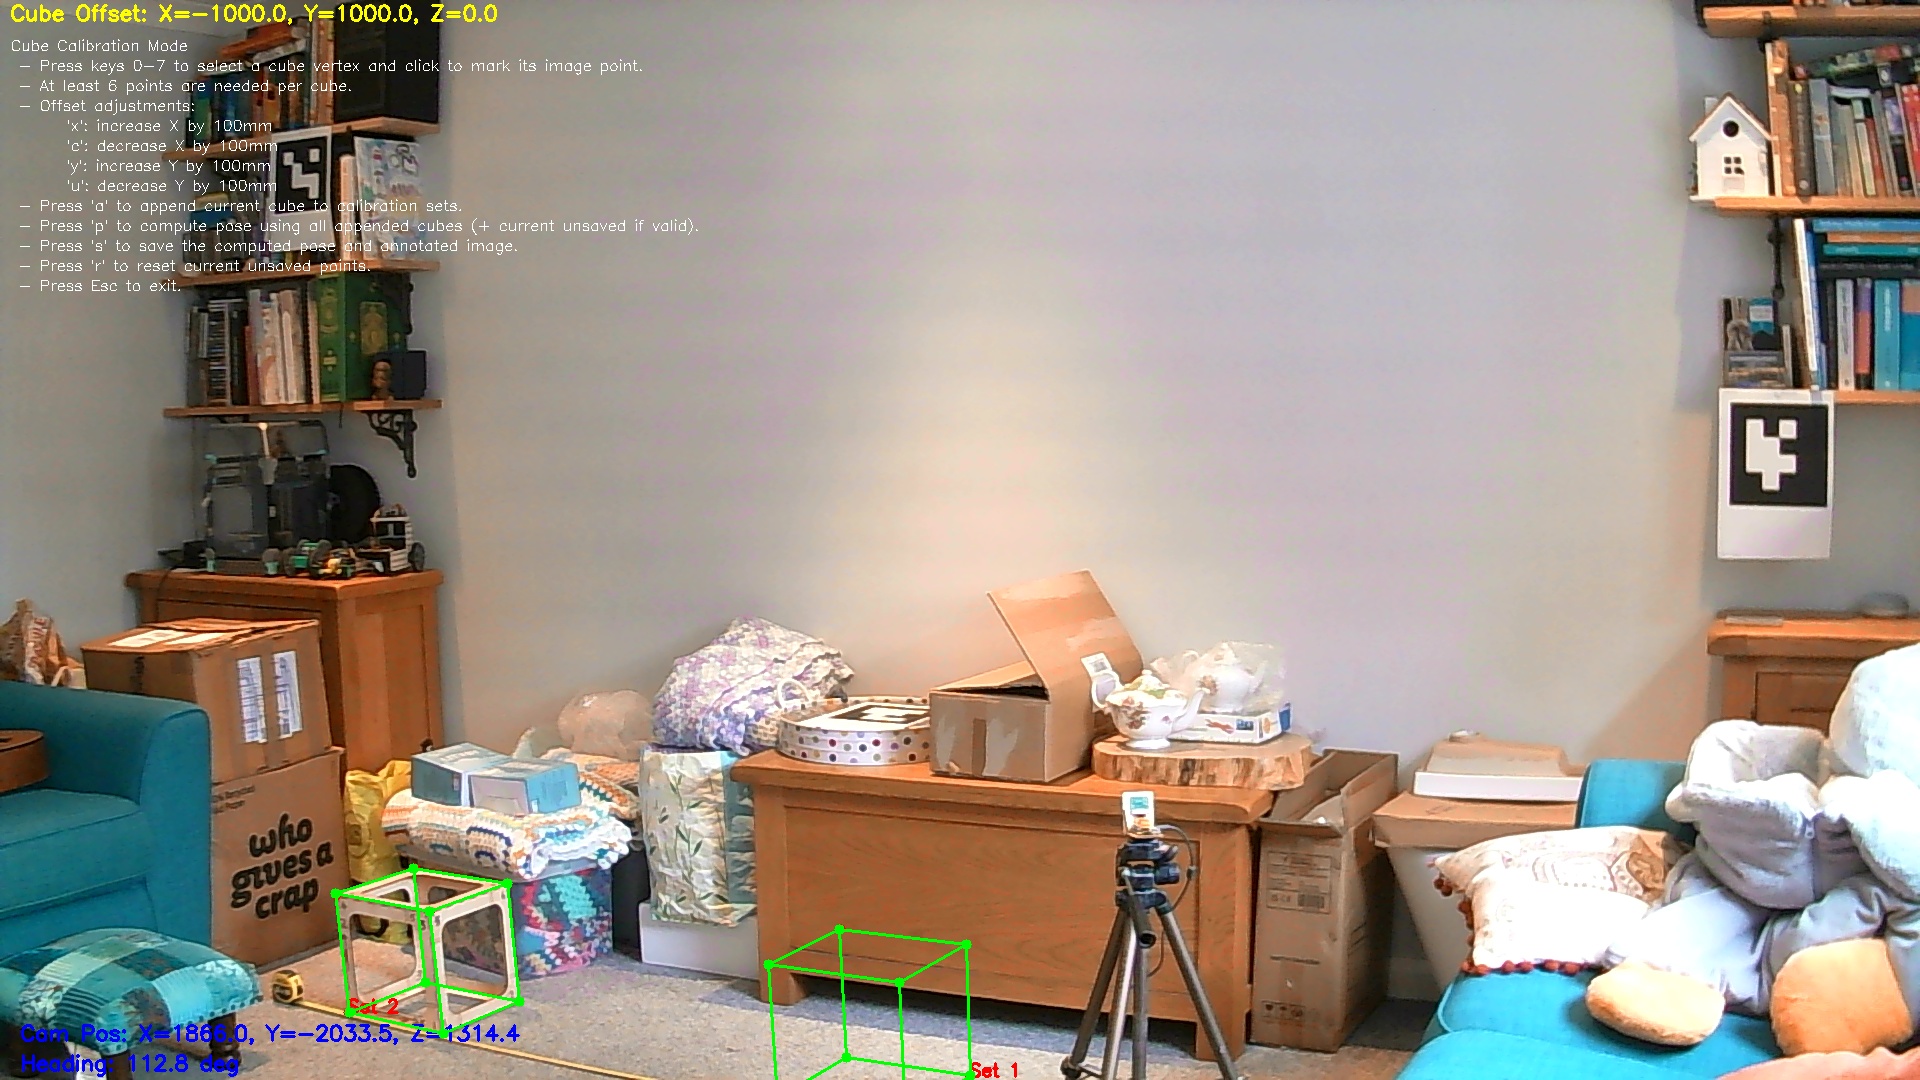 Cube Offset: X=-1000.0, Y=1000.0, Z=0.0
Cube Calibration Mode
- Press keys 0-7 to select a cube vertex and click to mark its image point.
- At least 6 points are needed per cube.
- Offset adjustments:
'x': increase X by 100mm
'c': decrease X by 100mm
'y': increase Y by 100mm
'u': decrease Y by 100mm
- Press 'a' to append current cube to calibration sets.
- Press 'p' to compute pose using all appended cubes (+ current unsaved if valid).
- Press 's' to save the computed pose and annotated image.
- Press 'r' to reset current unsaved points.
- Press Esc to exit.
who
gives a
crap
Set 2
Cam Pos: X=1866.0, Y=-2033.5, Z=1314.4
Heading: 112.8 deg
Set 1